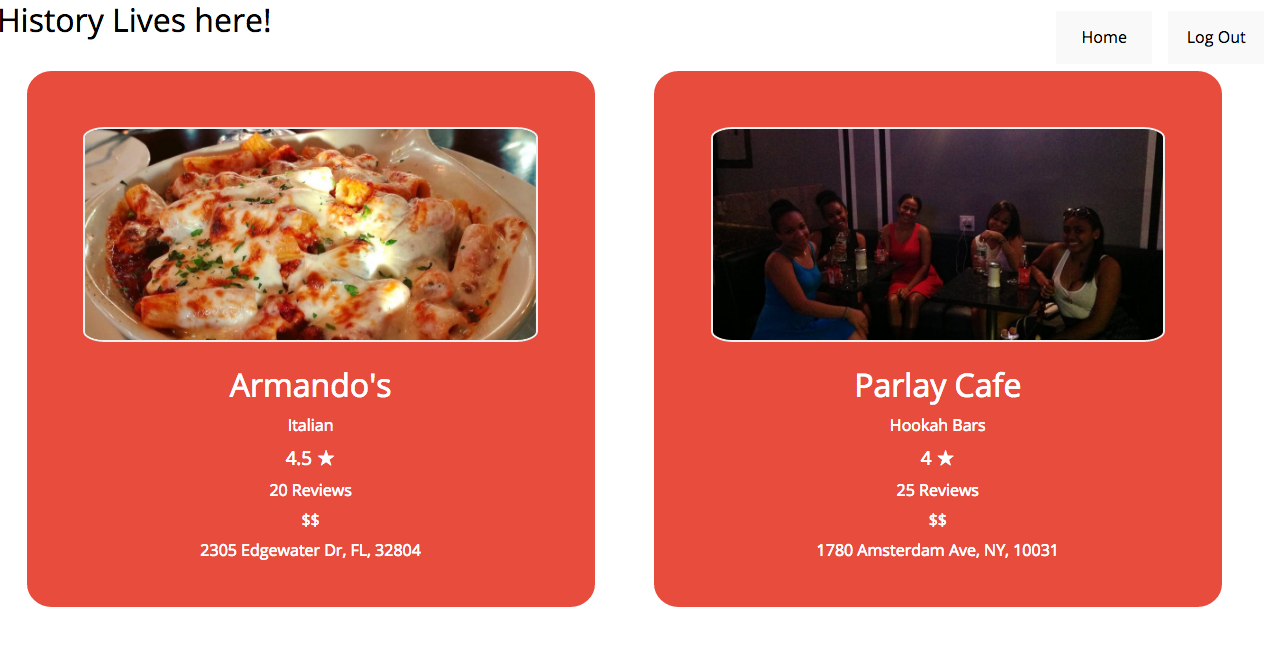 History Lives here!
Home
Log Out
Armando's
Italian
4.5 ★
20 Reviews
$$
2305 Edgewater Dr, FL, 32804
Parlay Cafe
Hookah Bars
4 ★
25 Reviews
$$
1780 Amsterdam Ave, NY, 10031